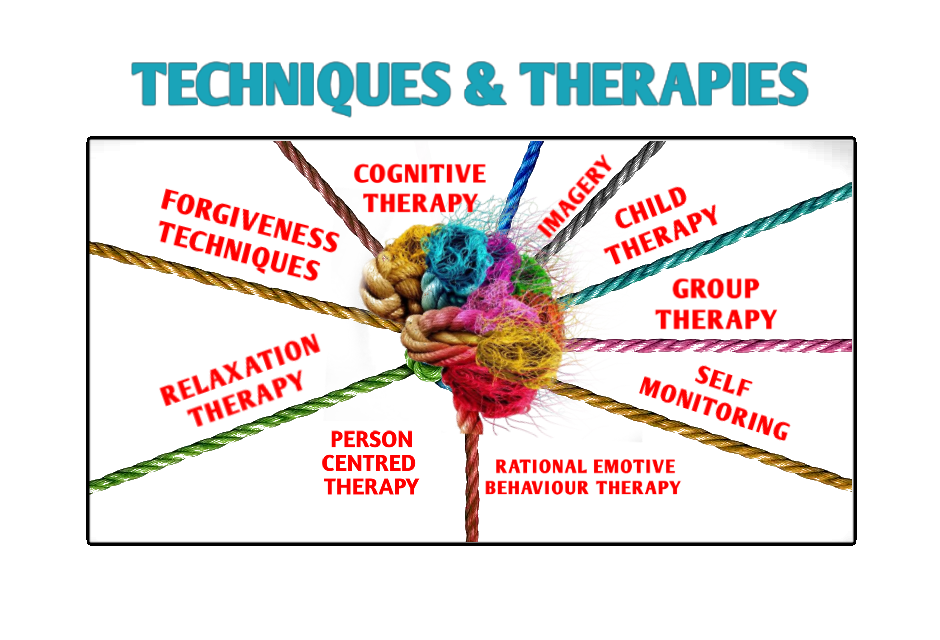 TECHNIQUES & THERAPIES
COGNITIVE
THERAPY
IMAGERY
CHILD
THERAPY
FORGIVENESS
TECHNIQUES
GROUP
THERAPY
RELAXATION
THERAPY
SELF
MONITORING
PERSON
CENTRED
THERAPY
RATIONAL EMOTIVE
BEHAVIOUR THERAPY